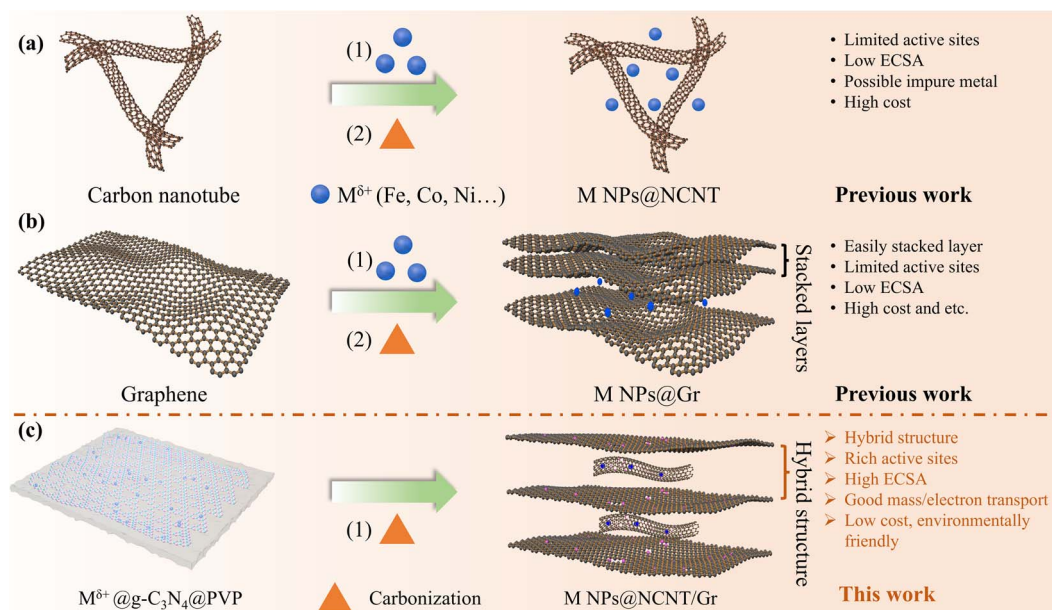 (a)
(1)
(2)
Carbon nanotube
M^δ+ (Fe, Co, Ni…)
M NPs@NCNT
• Limited active sites
• Low ECSA
• Possible impure metal
• High cost
Previous work
(b)
(1)
(2)
Graphene
M NPs@Gr
Stacked layers
• Easily stacked layer
• Limited active sites
• Low ECSA
• High cost and etc.
Previous work
(c)
(1)
M^δ+@g-C₃N₄@PVP
Carbonization
M NPs@NCNT/Gr
Hybrid structure
➢ Hybrid structure
➢ Rich active sites
➢ High ECSA
➢ Good mass/electron transport
➢ Low cost, environmentally
friendly
This work